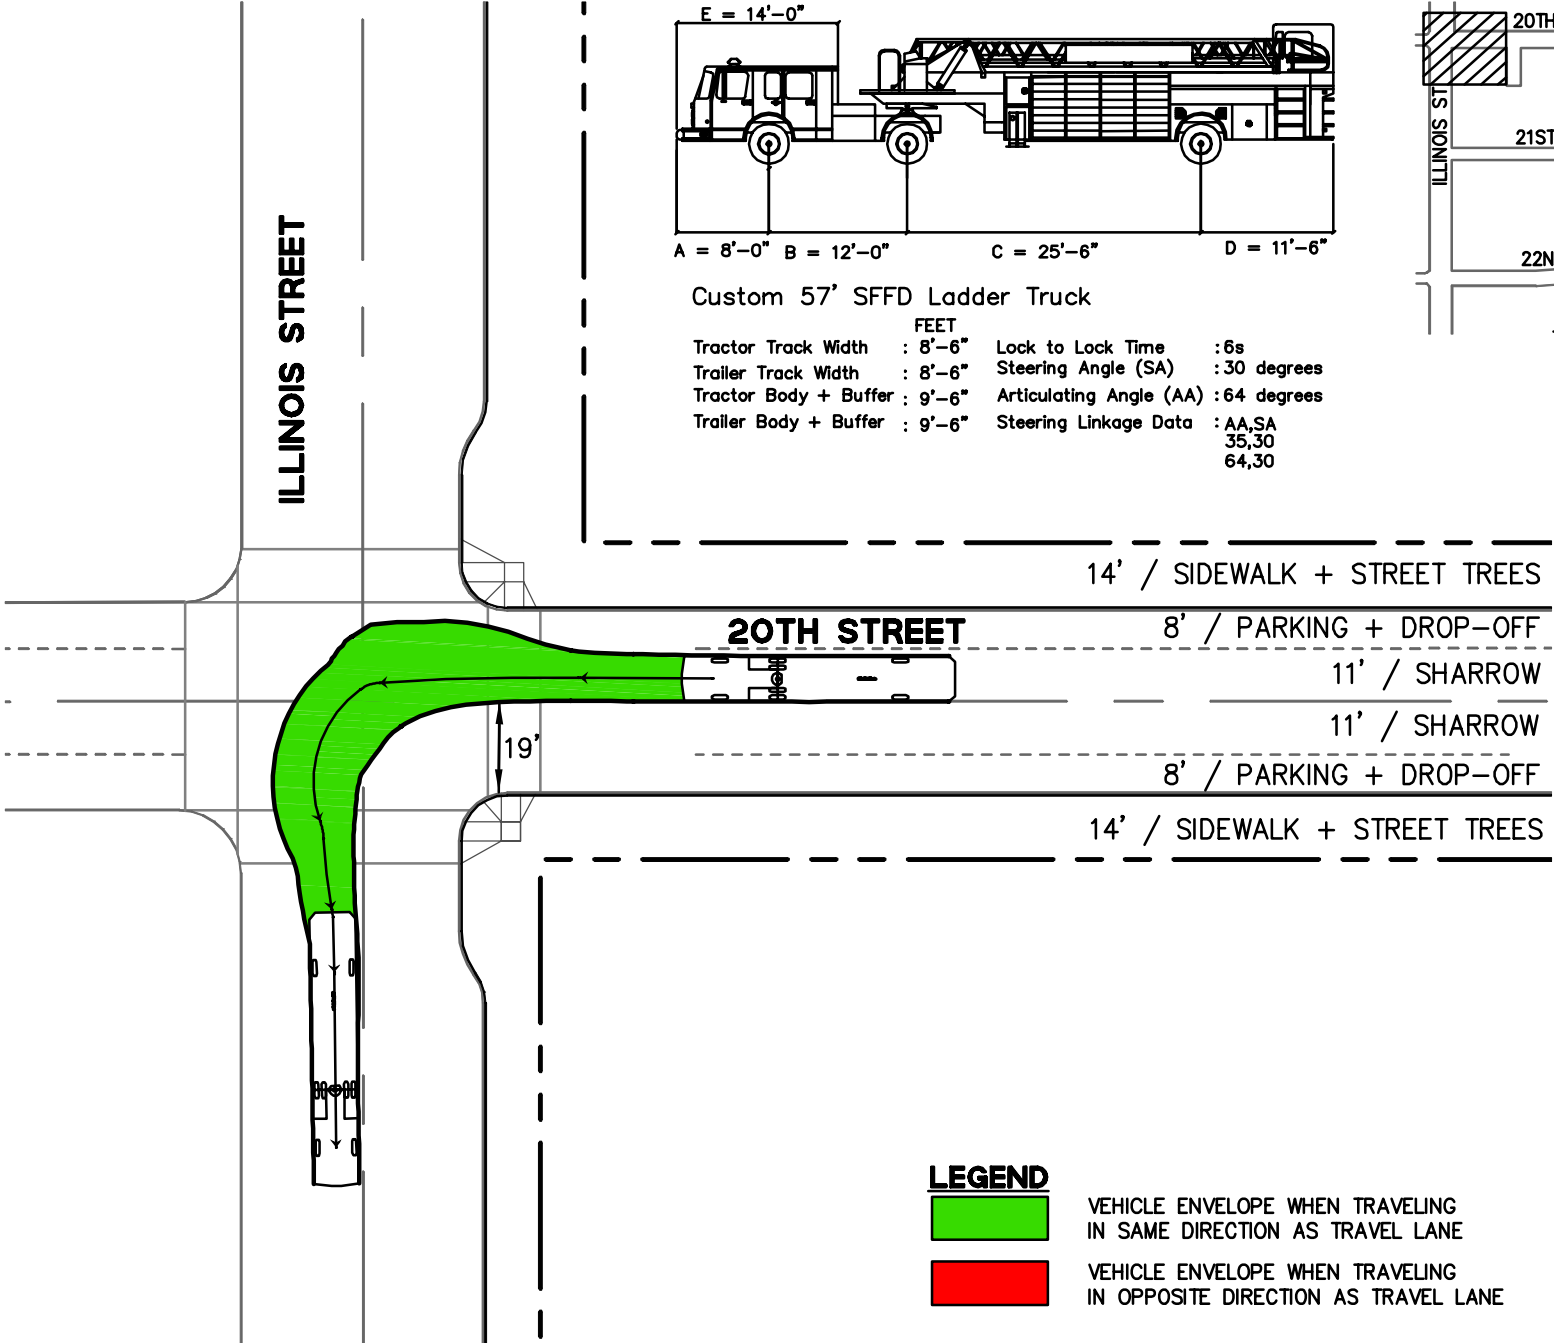 E = 14'-0"
A = 8'-0"
B = 12'-0"
C = 25'-6"
D = 11'-6"
Custom 57' SFFD Ladder Truck
FEET
Tractor Track Width : 8'-6"
Trailer Track Width : 8'-6"
Tractor Body + Buffer : 9'-6"
Trailer Body + Buffer : 9'-6"
Lock to Lock Time : 6s
Steering Angle (SA) : 30 degrees
Articulating Angle (AA) : 64 degrees
Steering Linkage Data : AA,SA
35,30
64,30
20TH
21ST
22N
ILLINOIS ST
ILLINOIS STREET
14' / SIDEWALK + STREET TREES
20TH STREET
8' / PARKING + DROP-OFF
11' / SHARROW
11' / SHARROW
19'
8' / PARKING + DROP-OFF
14' / SIDEWALK + STREET TREES
LEGEND
VEHICLE ENVELOPE WHEN TRAVELING
IN SAME DIRECTION AS TRAVEL LANE
VEHICLE ENVELOPE WHEN TRAVELING
IN OPPOSITE DIRECTION AS TRAVEL LANE